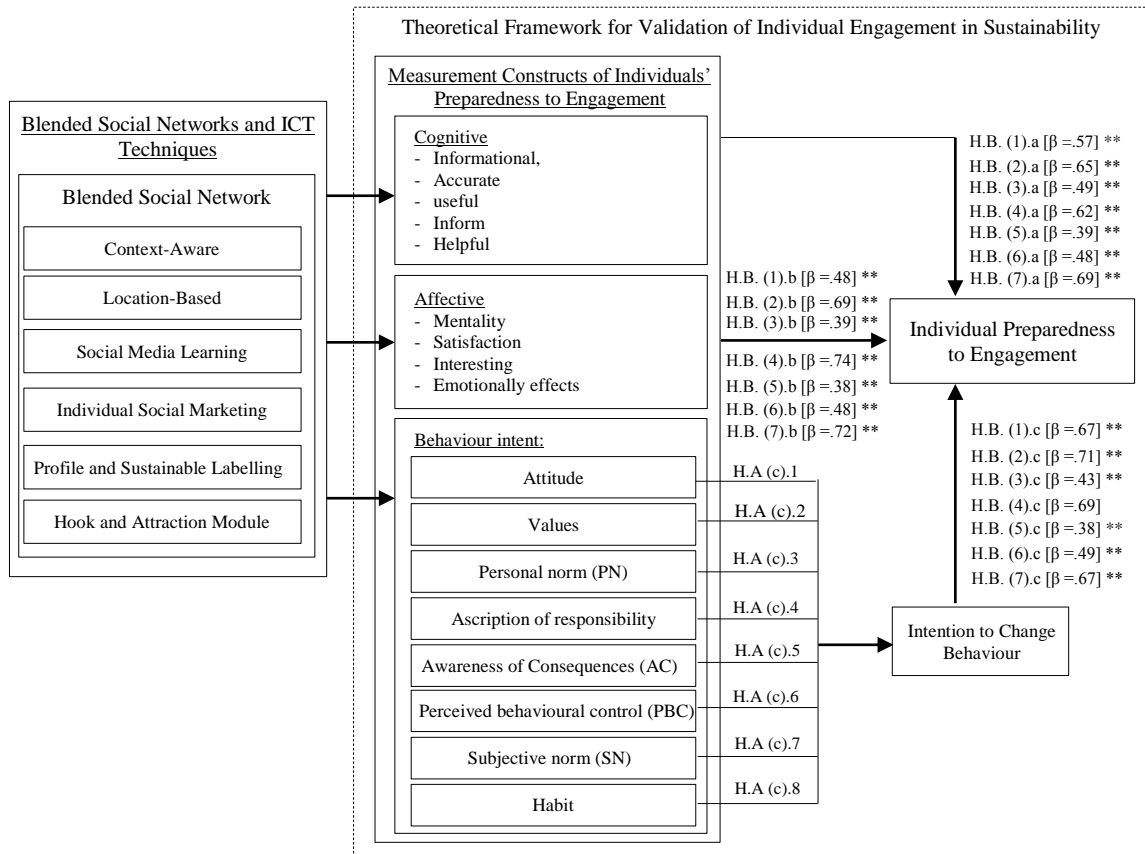 Theoretical Framework for Validation of Individual Engagement in Sustainability
Blended Social Networks and ICT
Techniques
Blended Social Network
Context-Aware
Location-Based
Social Media Learning
Individual Social Marketing
Profile and Sustainable Labelling
Hook and Attraction Module
Measurement Constructs of Individuals'
Preparedness to Engagement
Cognitive
- Informational,
- Accurate
- useful
- Inform
- Helpful
Affective
- Mentality
- Satisfaction
- Interesting
- Emotionally effects
Behaviour intent:
Attitude
Values
Personal norm (PN)
Ascription of responsibility
Awareness of Consequences (AC)
Perceived behavioural control (PBC)
Subjective norm (SN)
Habit
H.A (c).1
H.A (c).2
H.A (c).3
H.A (c).4
H.A (c).5
H.A (c).6
H.A (c).7
H.A (c).8
H.B. (1).b [β =.48] **
H.B. (2).b [β =.69] **
H.B. (3).b [β =.39] **
H.B. (4).b [β =.74] **
H.B. (5).b [β =.38] **
H.B. (6).b [β =.48] **
H.B. (7).b [β =.72] **
H.B. (1).a [β =.57] **
H.B. (2).a [β =.65] **
H.B. (3).a [β =.49] **
H.B. (4).a [β =.62] **
H.B. (5).a [β =.39] **
H.B. (6).a [β =.48] **
H.B. (7).a [β =.69] **
Individual Preparedness
to Engagement
H.B. (1).c [β =.67] **
H.B. (2).c [β =.71] **
H.B. (3).c [β =.43] **
H.B. (4).c [β =.69]
H.B. (5).c [β =.38] **
H.B. (6).c [β =.49] **
H.B. (7).c [β =.67] **
Intention to Change
Behaviour